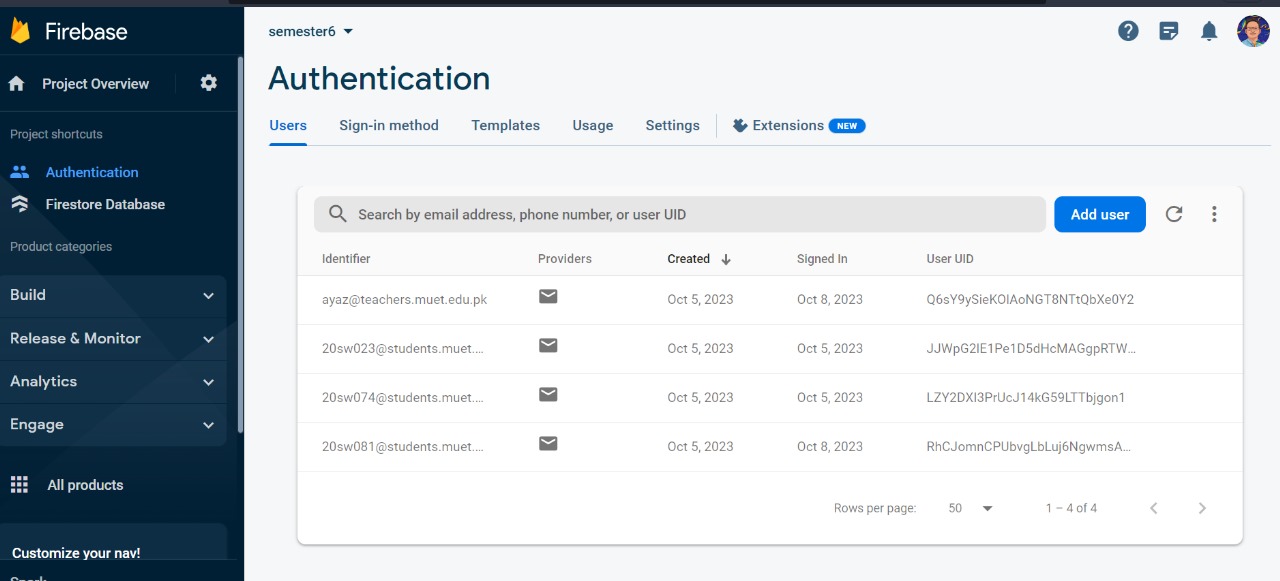 Firebase
Project Overview
Project shortcuts
Authentication
Firestore Database
Product categories
Build
Release & Monitor
Analytics
Engage
All products
Customize your nav!
semester6
Authentication
Users Sign-in method Templates Usage Settings Extensions NEW
Search by email address, phone number, or user UID
Add user
Identifier Providers Created Signed In User UID
ayaz@teachers.muet.edu.pk Oct 5, 2023 Oct 8, 2023 Q6sY9ySieKOIAoNGT8NTtQbXe0Y2
20sw023@students.muet.... Oct 5, 2023 Oct 5, 2023 JJWpG2IE1Pe1D5dHcMAGgpRTW...
20sw074@students.muet.... Oct 5, 2023 Oct 5, 2023 LZY2DXI3PrUcJ14kG59LTTbjgon1
20sw081@students.muet.... Oct 5, 2023 Oct 8, 2023 RhCJomnCPUbvgLbLuj6NgwmsA...
Rows per page: 50 1 – 4 of 4